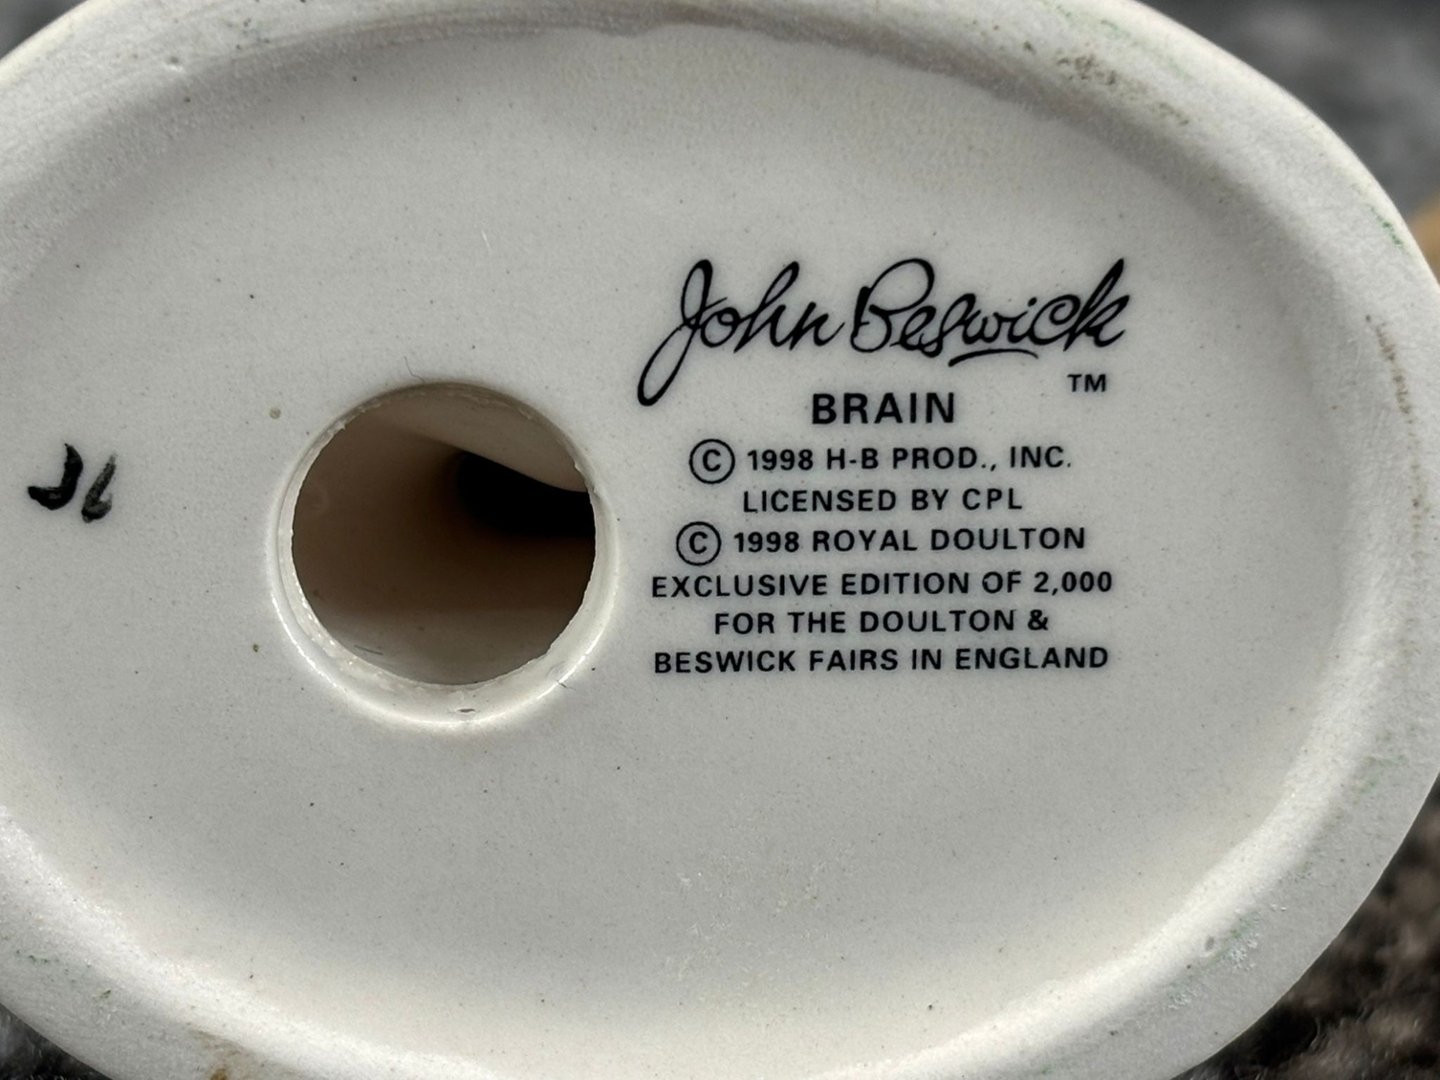 John Beswick
TM
BRAIN
© 1998 H-B PROD., INC.
LICENSED BY CPL
© 1998 ROYAL DOULTON
EXCLUSIVE EDITION OF 2,000
FOR THE DOULTON &
BESWICK FAIRS IN ENGLAND